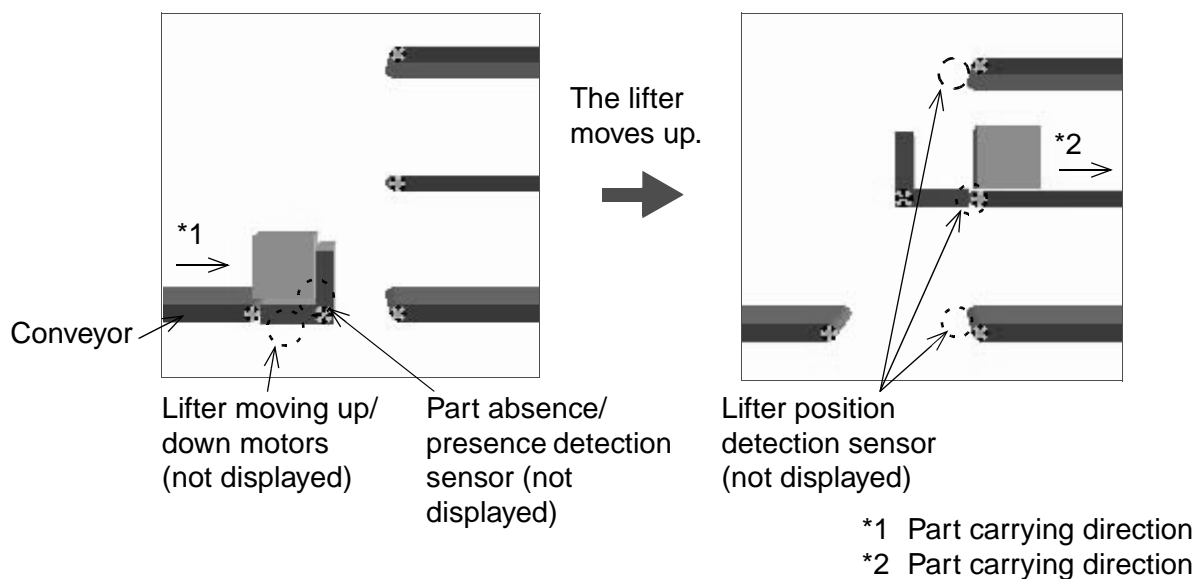 The lifter
moves up.
*1
*2
Conveyor
Lifter moving up/
down motors
(not displayed)
Part absence/
presence detection
sensor (not
displayed)
Lifter position
detection sensor
(not displayed)
*1 Part carrying direction
*2 Part carrying direction